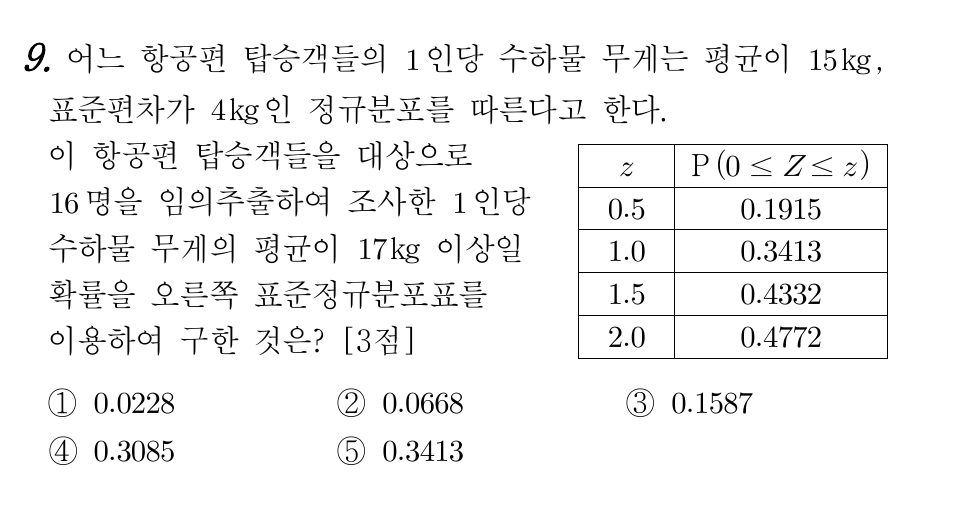 9. 어느 항공편 탑승객들의 1인당 수하물 무게는 평균이 15kg,
표준편차가 4kg인 정규분포를 따른다고 한다.
이 항공편 탑승객들을 대상으로
16명을 임의추출하여 조사한 1인당
수하물 무게의 평균이 17kg 이상일
확률을 오른쪽 표준정규분포표를
이용하여 구한 것은? [3점]
z P(0≤Z≤z)
0.5 0.1915
1.0 0.3413
1.5 0.4332
2.0 0.4772
① 0.0228 ② 0.0668 ③ 0.1587
④ 0.3085 ⑤ 0.3413